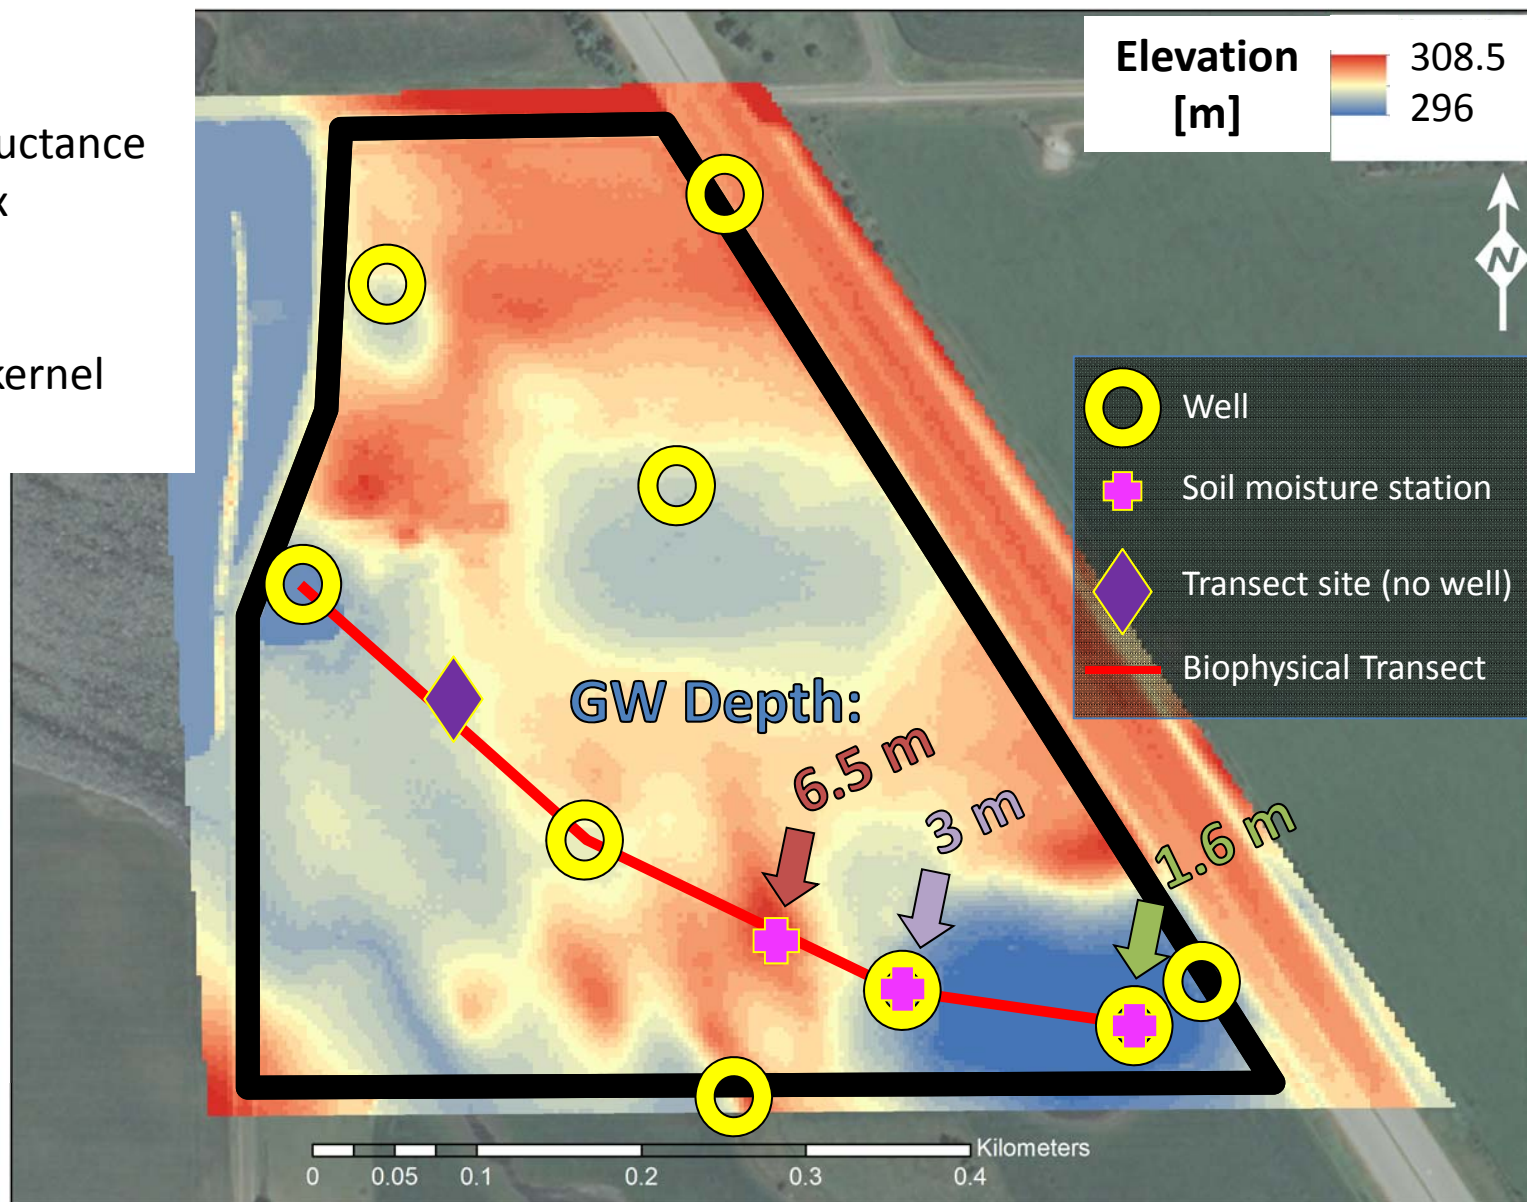 uctance
x
kernel
Elevation
[m]
308.5
296
N
Well
Soil moisture station
Transect site (no well)
Biophysical Transect
GW Depth:
6.5 m
3 m
1.6 m
Kilometers
0 0.05 0.1 0.2 0.3 0.4